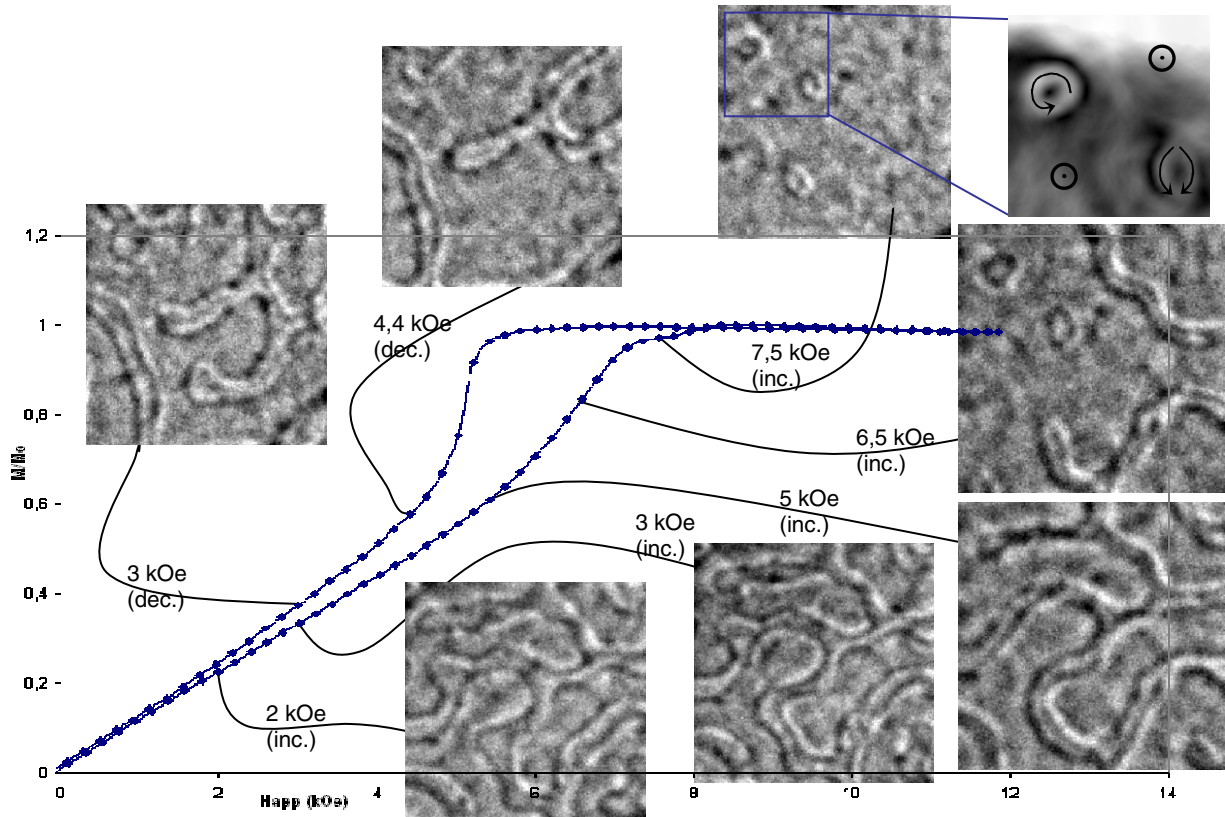 1,2
1
0,8
0,6
0,4
0,2
0
M/Ms
0
2
4
6
8
10
12
14
Happ (kOe)
4,4 kOe
(dec.)
3 kOe
(dec.)
7,5 kOe
(inc.)
6,5 kOe
(inc.)
5 kOe
(inc.)
3 kOe
(inc.)
2 kOe
(inc.)